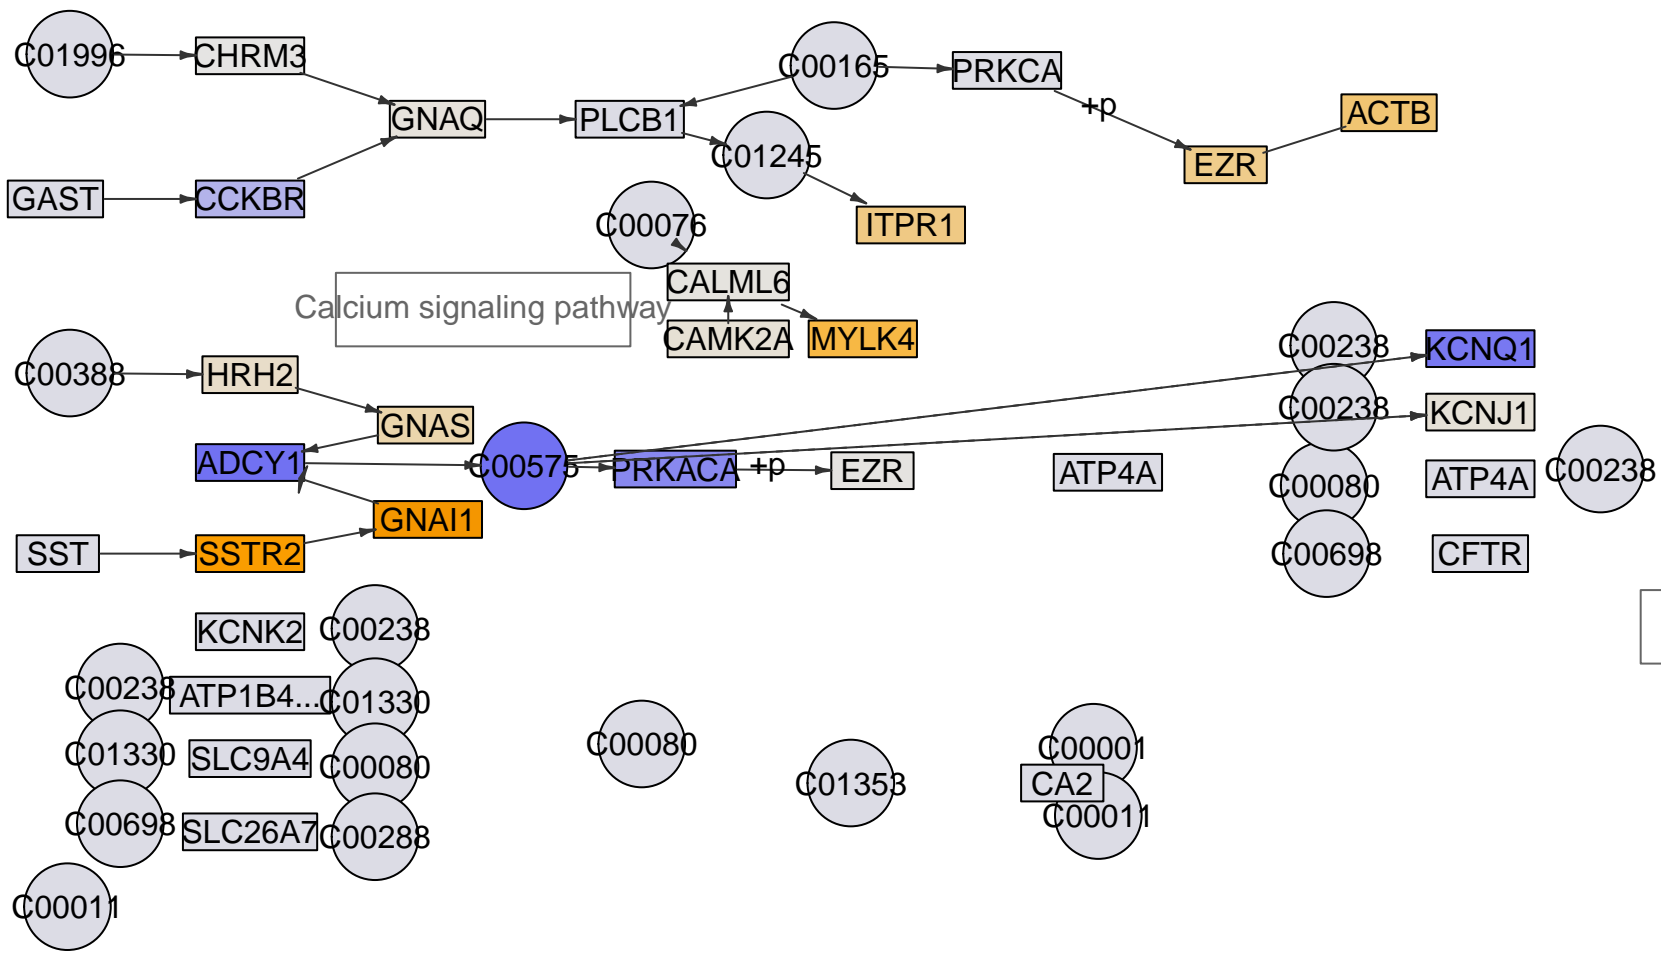 C01996
CHRM3
C00165
PRKCA
+p
ACTB
GNAQ
PLCB1
C01245
EZR
GAST
CCKBR
C00076
ITPR1
Calcium signaling pathway
CALML6
CAMK2A
MYLK4
C00238
KCNQ1
C00388
HRH2
C00238
KCNJ1
GNAS
ADCY1
C00575
PRKACA
+p
EZR
ATP4A
C00080
ATP4A
C00238
GNAI1
SST
SSTR2
C00698
CFTR
KCNK2
C00238
C00238
ATP1B4...
C01330
C01330
SLC9A4
C00080
C00080
C01353
C00001
CA2
C00011
C00698
SLC26A7
C00288
C00011